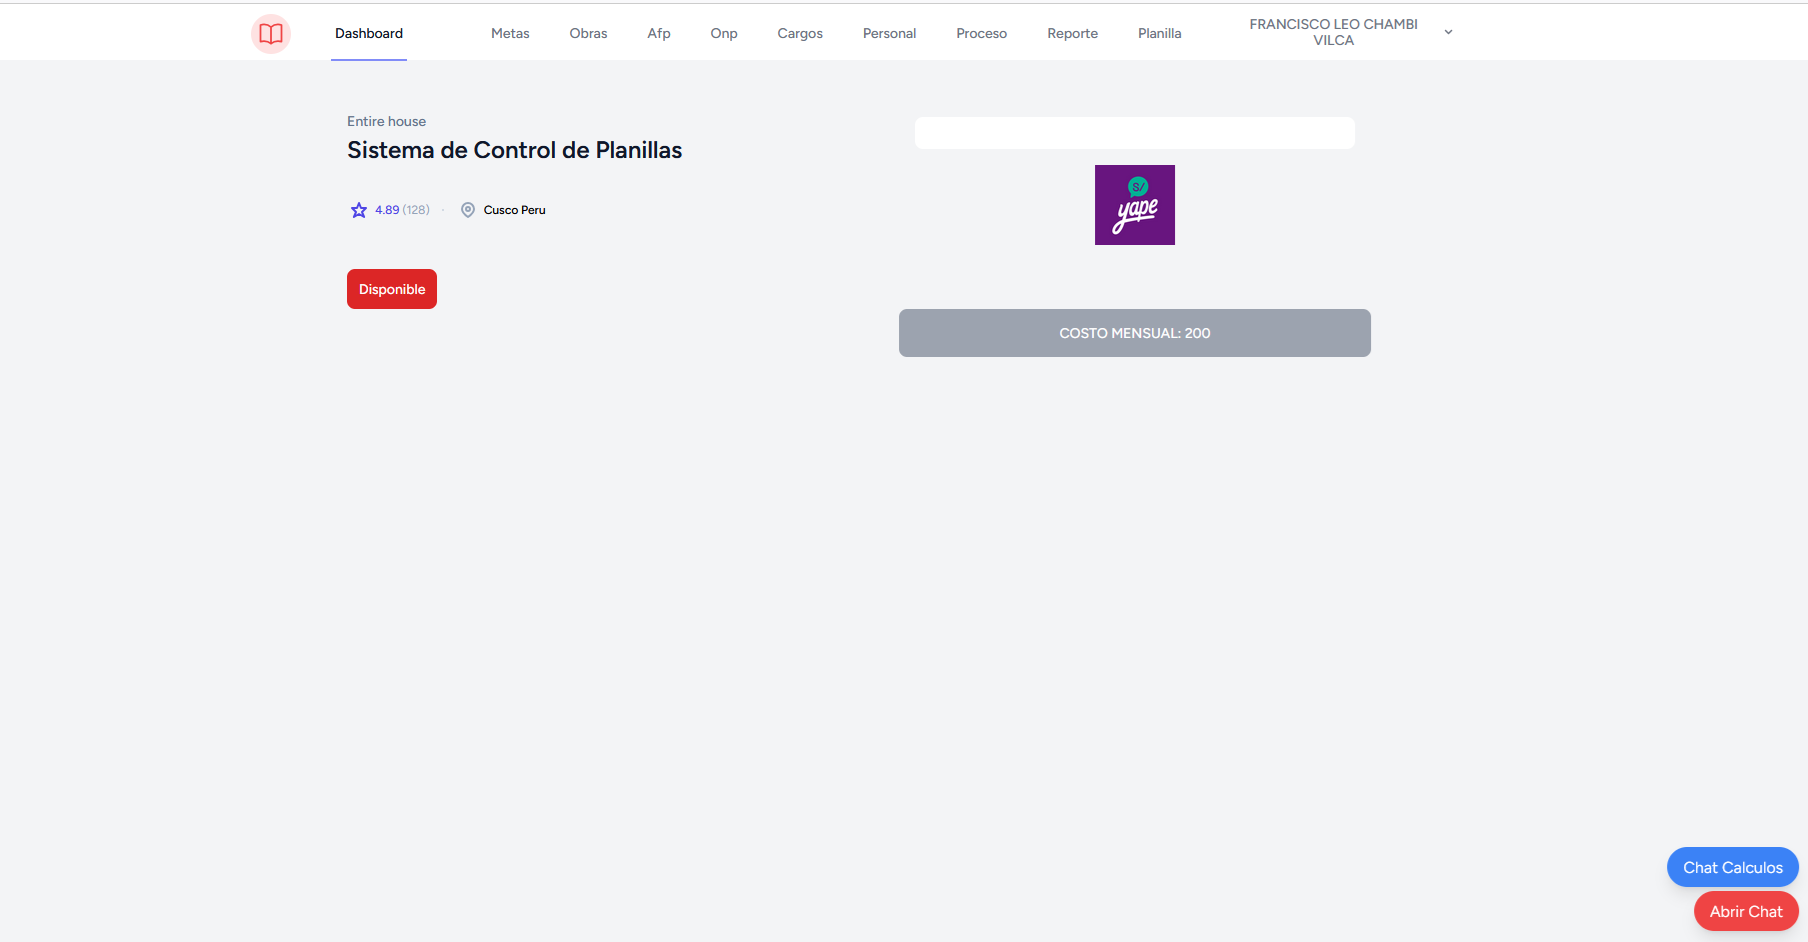 Dashboard
Metas
Obras
Afp
Onp
Cargos
Personal
Proceso
Reporte
Planilla
FRANCISCO LEO CHAMBI
VILCA
Entire house
Sistema de Control de Planillas
4.89 (128) · Cusco Peru
Disponible
S/
yape
COSTO MENSUAL: 200
Chat Calculos
Abrir Chat